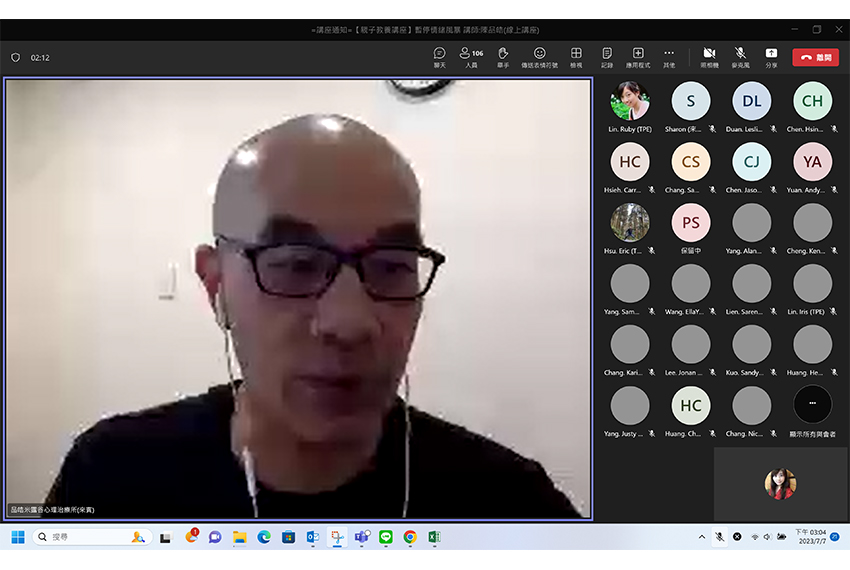 =講座通知=【親子教養講座】暫停情緒風暴 講師:陳品皓(線上講座)
02:12
106
聊天
人員
舉手
傳送表情符號
檢視
記錄
應用程式
其他
照相機
麥克風
分享
離開
Lin. Ruby (TPE)
S
Sharon (來...
DL
Duan. Lesli...
CH
Chen. Hsin...
HC
Hsieh. Carr...
CS
Chang. Sa...
CJ
Chen. Jaso...
YA
Yuan. Andy...
Hsu. Eric (T...
PS
保留中
Yang. Alan...
Cheng. Ken...
Yang. Sam...
Wang. EllaY...
Lien. Saren...
Lin. Iris (TPE)
Chang. Kari...
Lee. Jonan ...
Kuo. Sandy...
Huang. He...
Yang. Justy ...
HC
Huang. Ch...
Chang. Nic...
顯示所有與會者
品皓米露谷心理治療所(來賓)
搜尋
1
下午 03:04
2023/7/7